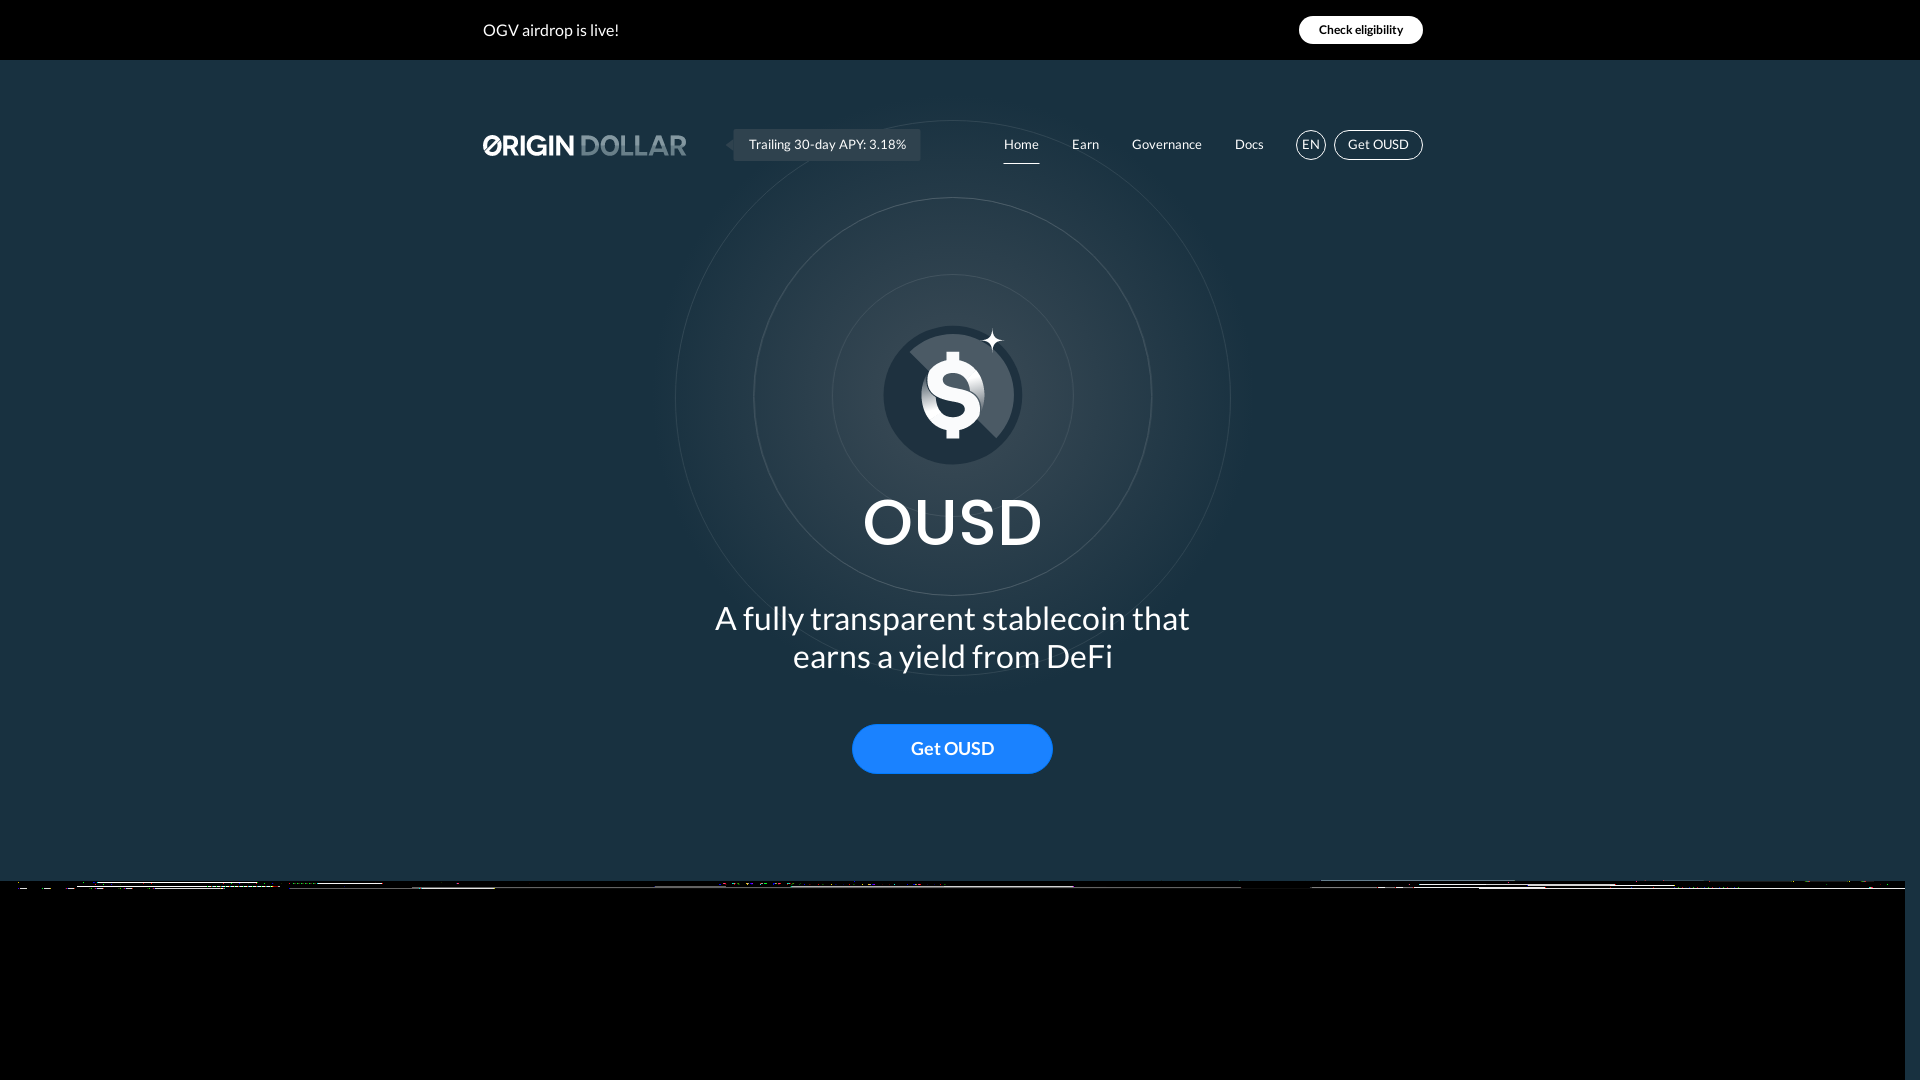 OGV airdrop is live!
Check eligibility
ORIGIN DOLLAR
Trailing 30-day APY: 3.18%
Home
Earn
Governance
Docs
EN
Get OUSD
OUSD
A fully transparent stablecoin that
earns a yield from DeFi
Get OUSD